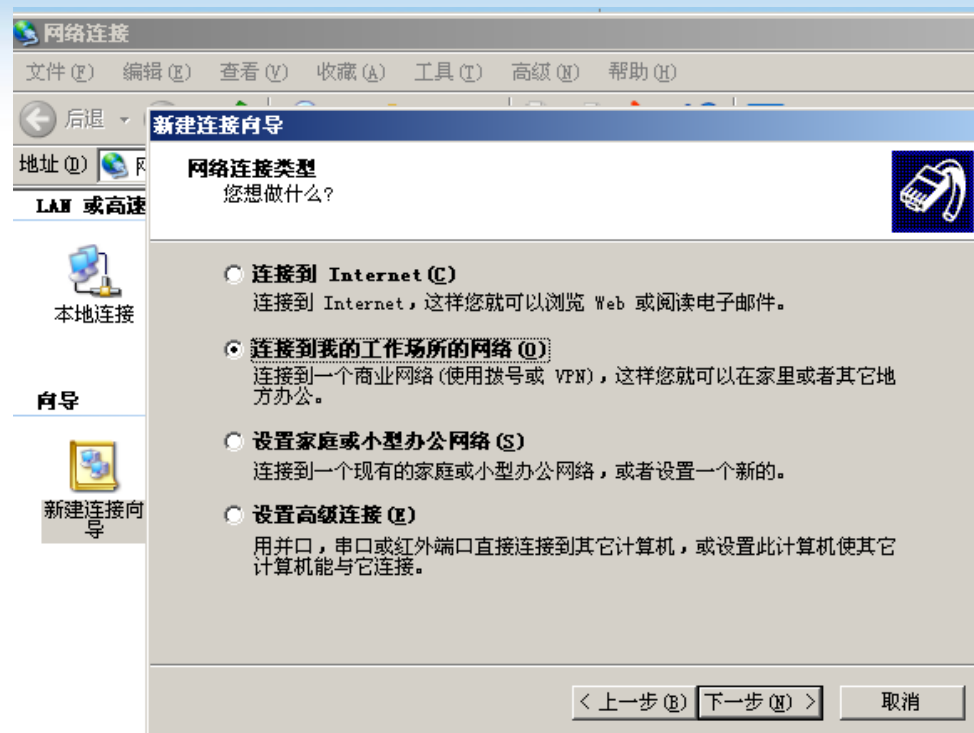 网络连接
文件(F) 编辑(E) 查看(V) 收藏(A) 工具(T) 高级(N) 帮助(H)
后退
地址(D) 网
LAN 或高速
本地连接
向导
新建连接向
导
新建连接向导
网络连接类型
您想做什么?
连接到 Internet(C)
连接到 Internet，这样您就可以浏览 Web 或阅读电子邮件。
连接到我的工作场所的网络(O)
连接到一个商业网络(使用拨号或 VPN)，这样您就可以在家里或者其它地
方办公。
设置家庭或小型办公网络(S)
连接到一个现有的家庭或小型办公网络，或者设置一个新的。
设置高级连接(E)
用并口，串口或红外端口直接连接到其它计算机，或设置此计算机使其它
计算机能与它连接。
< 上一步(B) 下一步(N) > 取消